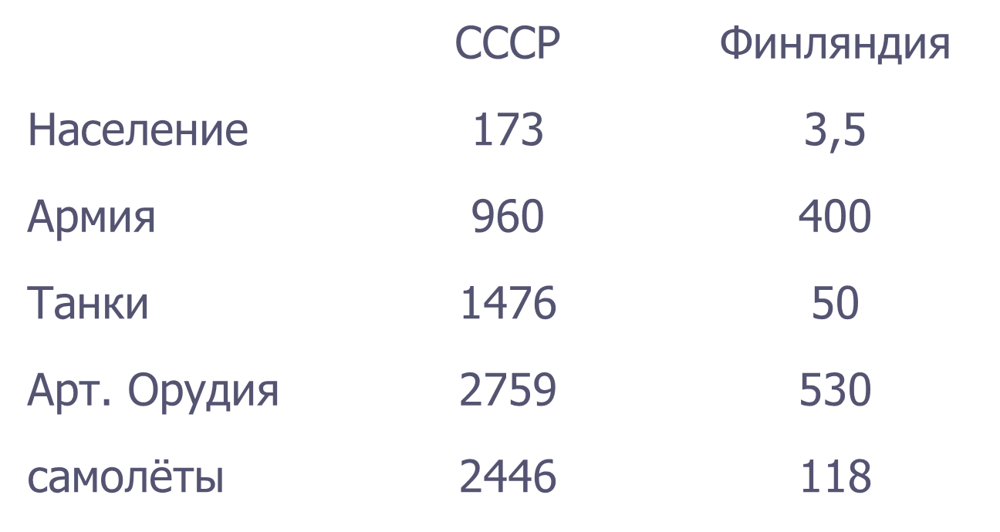 СССР Финляндия
Население 173 3,5
Армия 960 400
Танки 1476 50
Арт. Орудия 2759 530
самолёты 2446 118